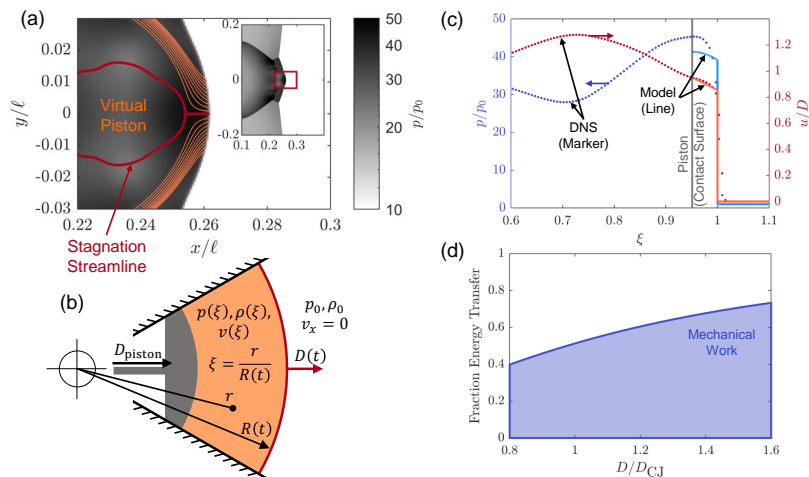 (a)
0.03
0.02
0.01
0
-0.01
-0.02
-0.03
y/ℓ
Virtual
Piston
0.2
0
-0.2
0.1 0.3
0.22 0.24 0.26 0.28 0.3
x/ℓ
Stagnation
Streamline
50
40
30
20
10
p/p₀
(b)
p(ξ), ρ(ξ),
v(ξ)
ξ = r / R(t)
p₀, ρ₀
vₓ = 0
D_piston
D(t)
r
R(t)
(c)
50
40
30
20
10
0
p/p₀
DNS
(Marker)
Model
(Line)
Piston
(Contact Surface)
1.2
1
0.8
0.6
0.4
0.2
0
u/D
0.6 0.7 0.8 0.9 1 1.1
ξ
(d)
1
0.8
0.6
0.4
0.2
0
Fraction Energy Transfer
Mechanical
Work
0.8 1 1.2 1.4 1.6
D/D_CJ